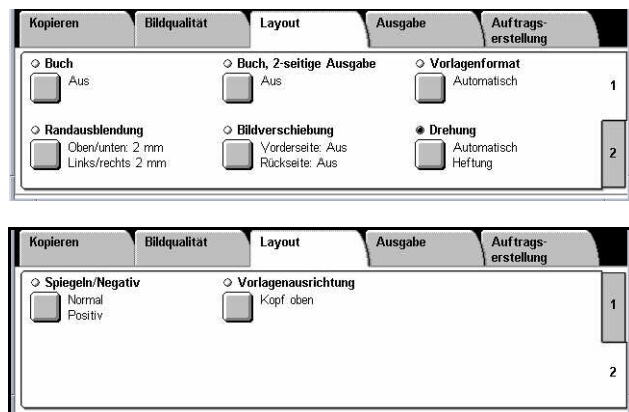 Kopieren Bildqualität Layout Ausgabe Auftrags-
erstellung
Buch Buch, 2-seitige Ausgabe Vorlagenformat
Aus Aus Automatisch
1
Randausblendung Bildverschiebung Drehung
Oben/unten: 2 mm Vorderseite: Aus Automatisch
Links/rechts 2 mm Rückseite: Aus Heftung
2
Kopieren Bildqualität Layout Ausgabe Auftrags-
erstellung
Spiegeln/Negativ Vorlagenausrichtung
Normal Kopf oben
Positiv
1
2